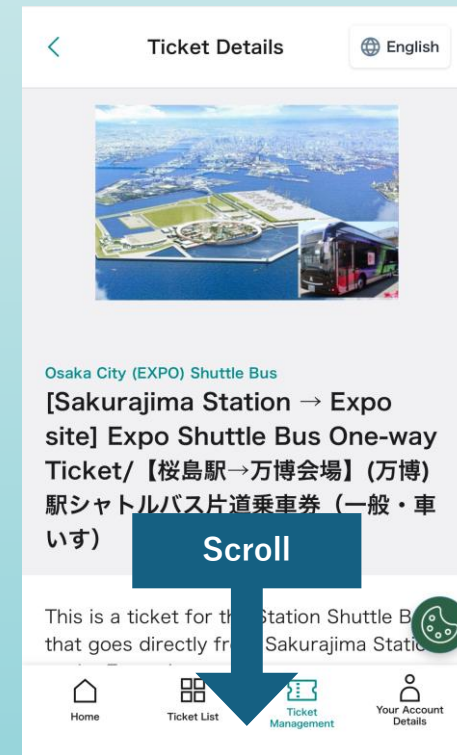 Ticket Details
English
Osaka City (EXPO) Shuttle Bus
[Sakurajima Station → Expo
site] Expo Shuttle Bus One-way
Ticket/【桜島駅→万博会場】(万博)
駅シャトルバス片道乗車券（一般・車
いす）
Scroll
This is a ticket for the Station Shuttle
that goes directly from Sakurajima
Home
Ticket List
Ticket
Management
Your Account
Details